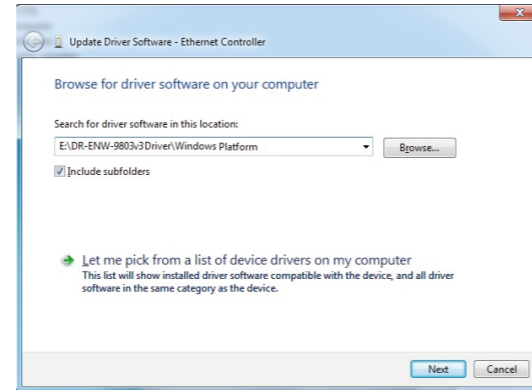 Update Driver Software - Ethernet Controller
Browse for driver software on your computer
Search for driver software in this location:
E:\DR-ENW-9803v3Driver\Windows Platform
Browse...
Include subfolders
Let me pick from a list of device drivers on my computer
This list will show installed driver software compatible with the device, and all driver
software in the same category as the device.
Next
Cancel